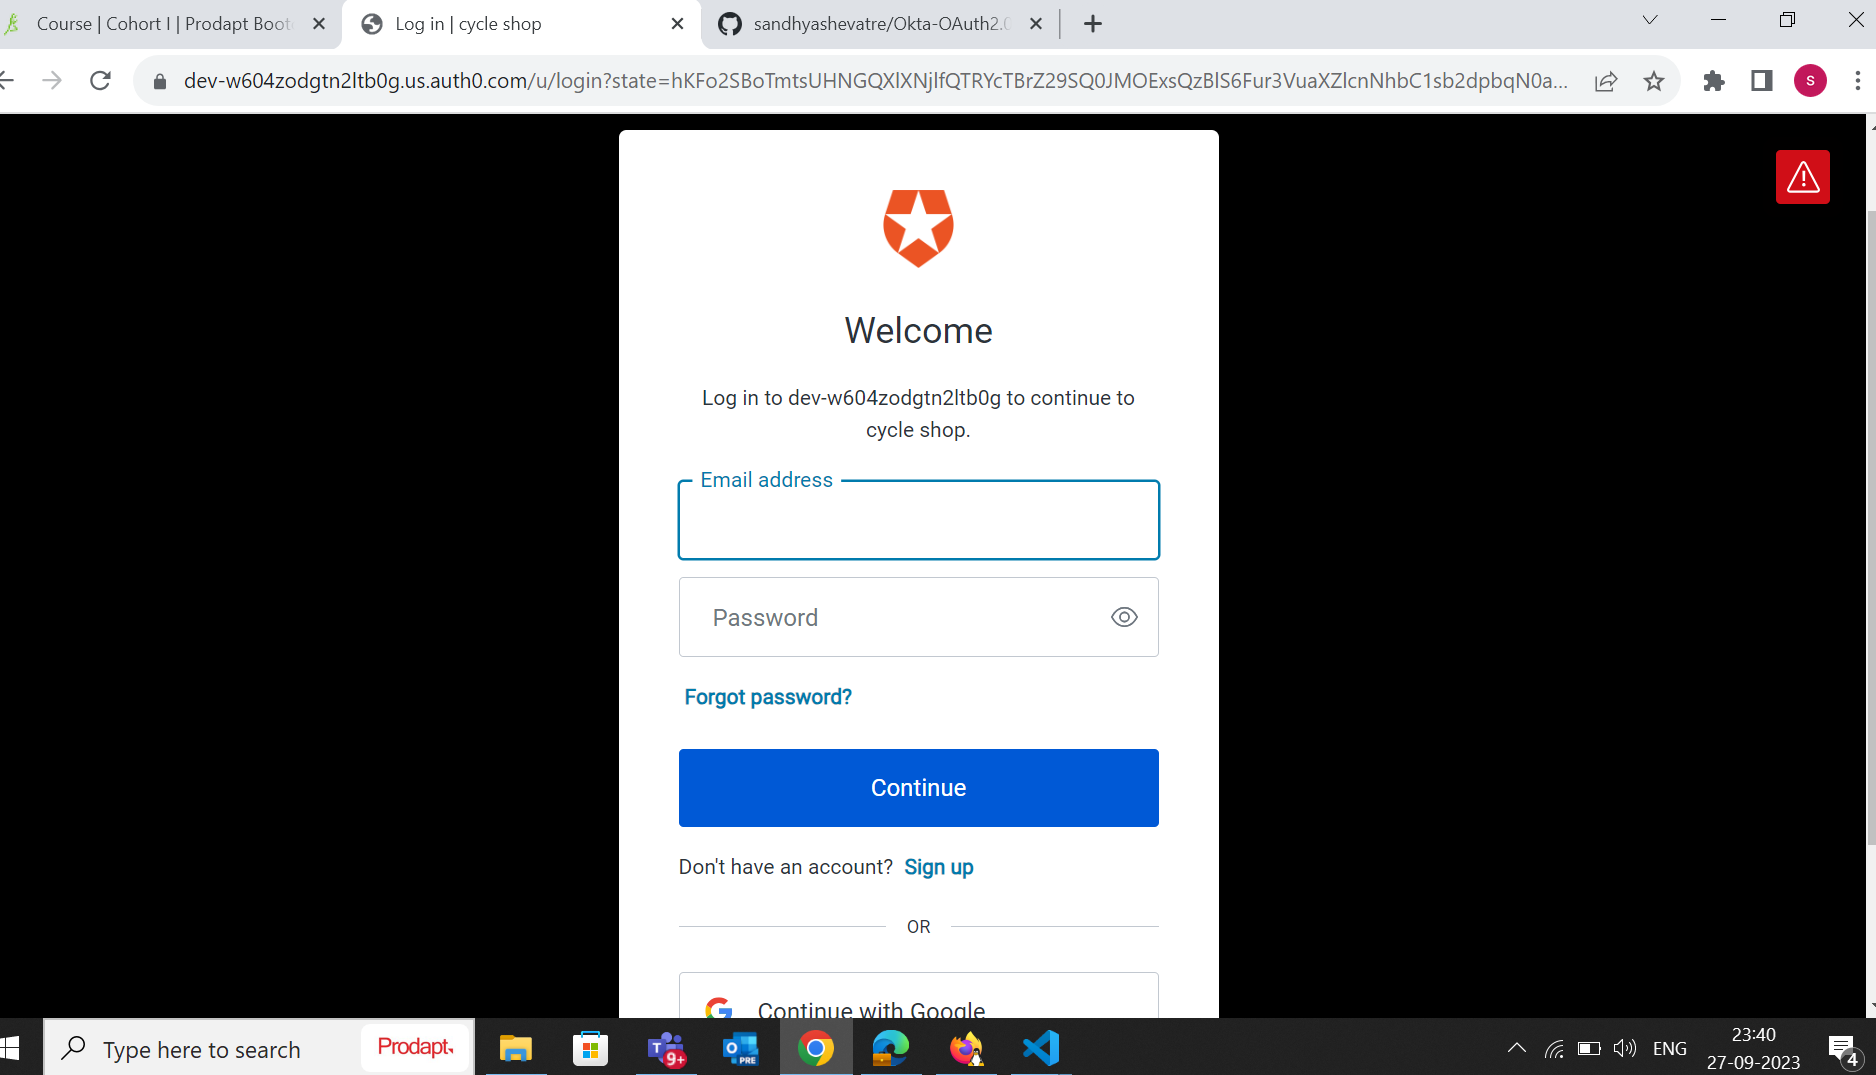 Course | Cohort I | Prodapt Boot
Log in | cycle shop
sandhyashevatre/Okta-OAuth2.0
dev-w604zodgtn2ltb0g.us.auth0.com/u/login?state=hKFo2SBoTmtsUHNGQXlXNjlfQTRYcTBrZ29SQ0JMOExsQzBlS6Fur3VuaXZlcnNhbC1sb2dpbqN0a...
S
Welcome
Log in to dev-w604zodgtn2ltb0g to continue to
cycle shop.
Email address
Password
Forgot password?
Continue
Don't have an account? Sign up
OR
Continue with Google
Type here to search
Prodapt
T 9+
O PRE
ENG
23:40
27-09-2023
4